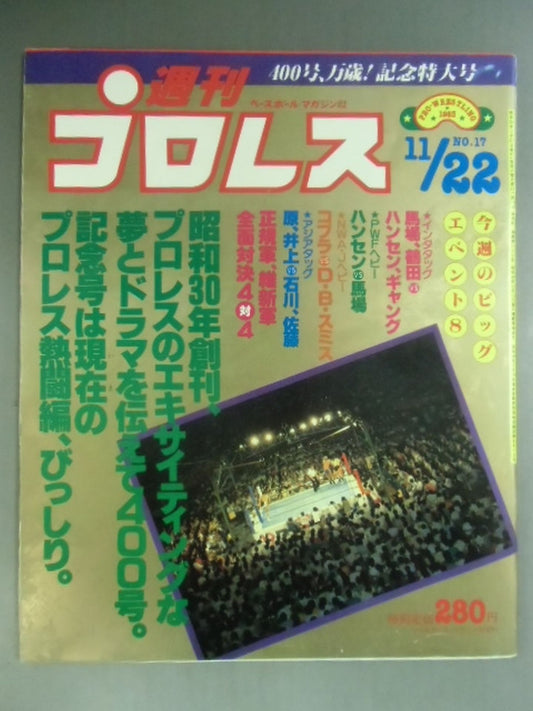 400号、万歳！記念特大号
週刊
ベースボールマガジン社
プロレス
PRO-WRESTLING
1983
11/22
NO.17
今週のビッグ
エベント8
★インタタッグ
馬場、鶴田vs
ハンセン、ギャング
★PWFヘビー
ハンセンvs馬場
★NWA・Jヘビー
コブラvsD・B・スミス
★アジアタッグ
原、井上vs石川、佐藤
正規軍、維新軍
全面対決4対4
昭和30年創刊、
プロレスのエキサイティングな
夢とドラマを伝えて400号。
記念号は現在の
プロレス熱闘編、びっしり。
特別定価280円